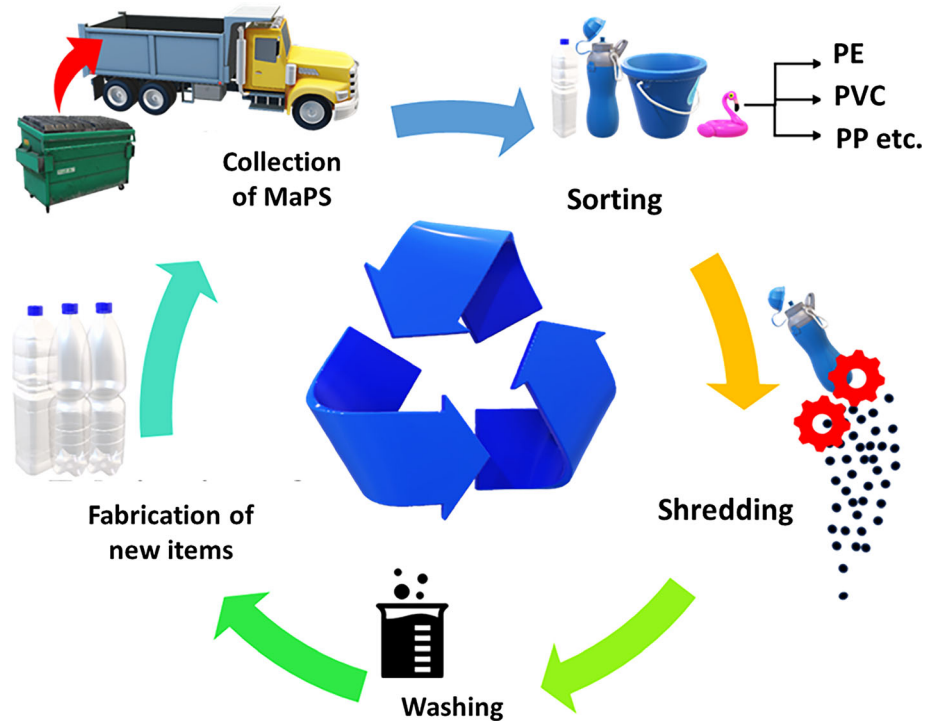 PE
PVC
PP etc.
Collection
of MaPS
Sorting
Shredding
Washing
Fabrication of
new items